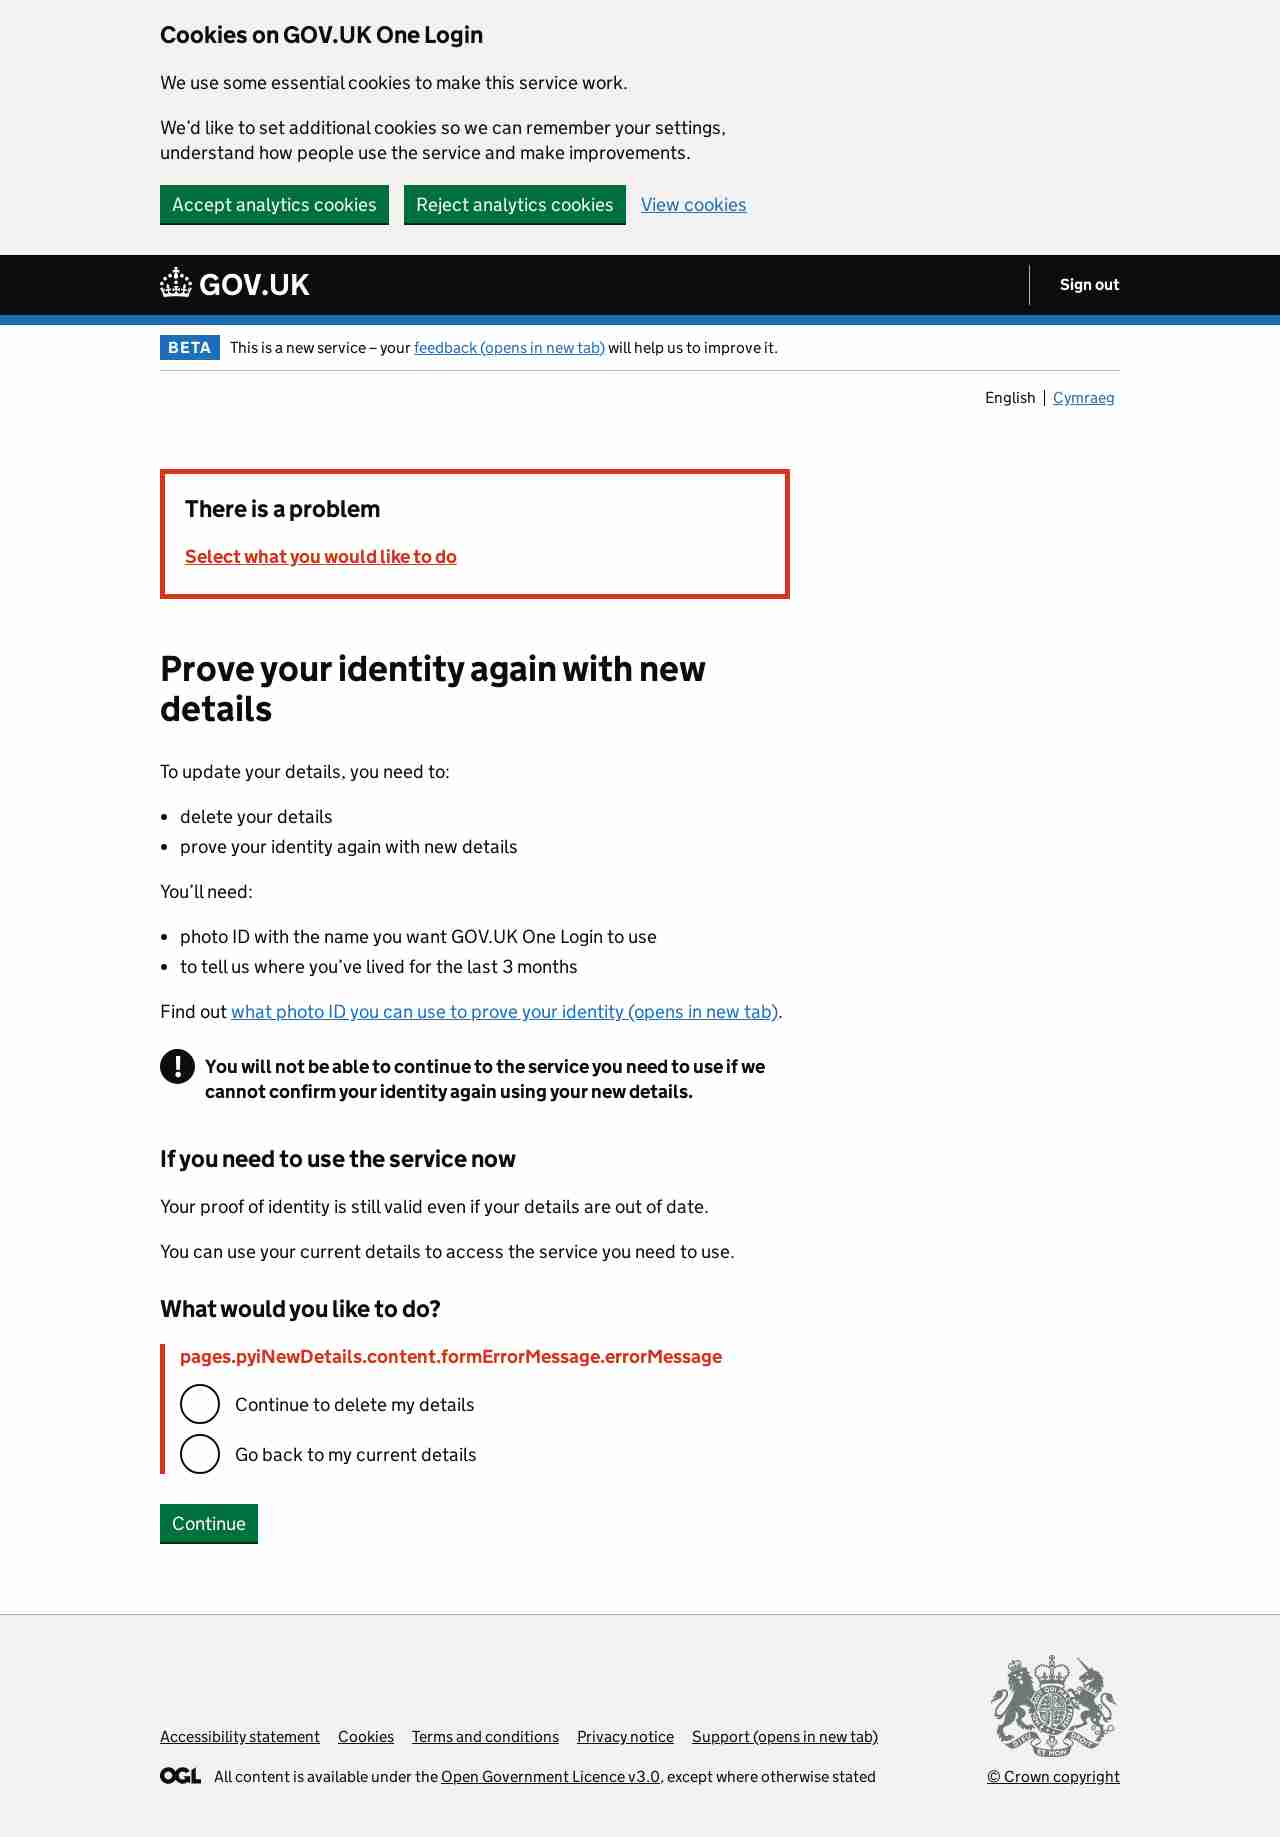 Cookies on GOV.UK One Login
We use some essential cookies to make this service work.
We’d like to set additional cookies so we can remember your settings,
understand how people use the service and make improvements.
Accept analytics cookies Reject analytics cookies View cookies
GOV.UK Sign out
BETA This is a new service – your feedback (opens in new tab) will help us to improve it.
English Cymraeg
There is a problem
Select what you would like to do
Prove your identity again with new
details
To update your details, you need to:
• delete your details
• prove your identity again with new details
You’ll need:
• photo ID with the name you want GOV.UK One Login to use
• to tell us where you’ve lived for the last 3 months
Find out what photo ID you can use to prove your identity (opens in new tab).
! You will not be able to continue to the service you need to use if we
cannot confirm your identity again using your new details.
If you need to use the service now
Your proof of identity is still valid even if your details are out of date.
You can use your current details to access the service you need to use.
What would you like to do?
pages.pyiNewDetails.content.formErrorMessage.errorMessage
Continue to delete my details
Go back to my current details
Continue
Accessibility statement Cookies Terms and conditions Privacy notice Support (opens in new tab)
OGL All content is available under the Open Government Licence v3.0, except where otherwise stated
© Crown copyright